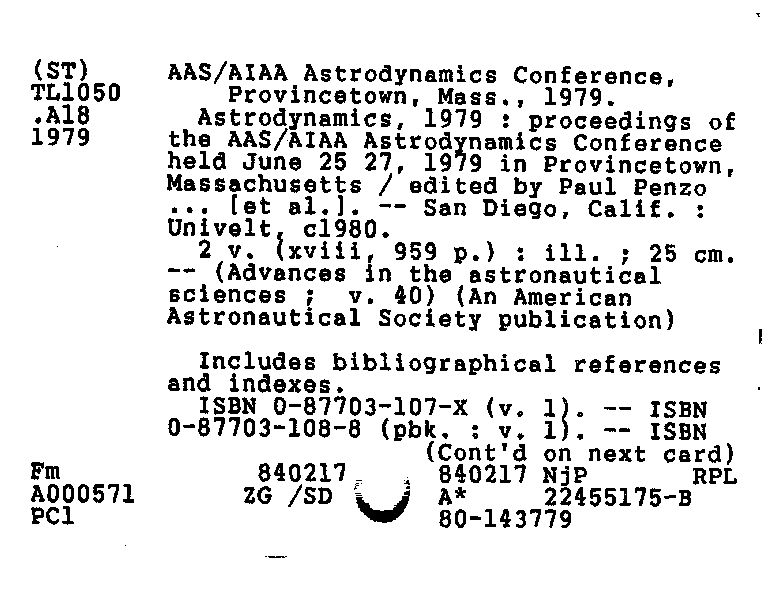 (ST) AAS/AIAA Astrodynamics Conference,
TL1050 Provincetown, Mass., 1979.
.A18 Astrodynamics, 1979 : proceedings of
1979 the AAS/AIAA Astrodynamics Conference
held June 25 27, 1979 in Provincetown,
Massachusetts / edited by Paul Penzo
... [et al.]. -- San Diego, Calif. :
Univelt, c1980.
2 v. (xviii, 959 p.) : ill. ; 25 cm.
-- (Advances in the astronautical
sciences ; v. 40) (An American
Astronautical Society publication)
Includes bibliographical references
and indexes.
ISBN 0-87703-107-X (v. 1). -- ISBN
0-87703-108-8 (pbk. : v. 1). -- ISBN
(Cont'd on next card)
Fm 840217 840217 NjP RPL
A000571 ZG /SD A* 22455175-B
PC1 80-143779